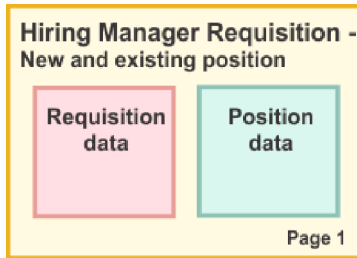 Hiring Manager Requisition -
New and existing position
Requisition
data
Position
data
Page 1